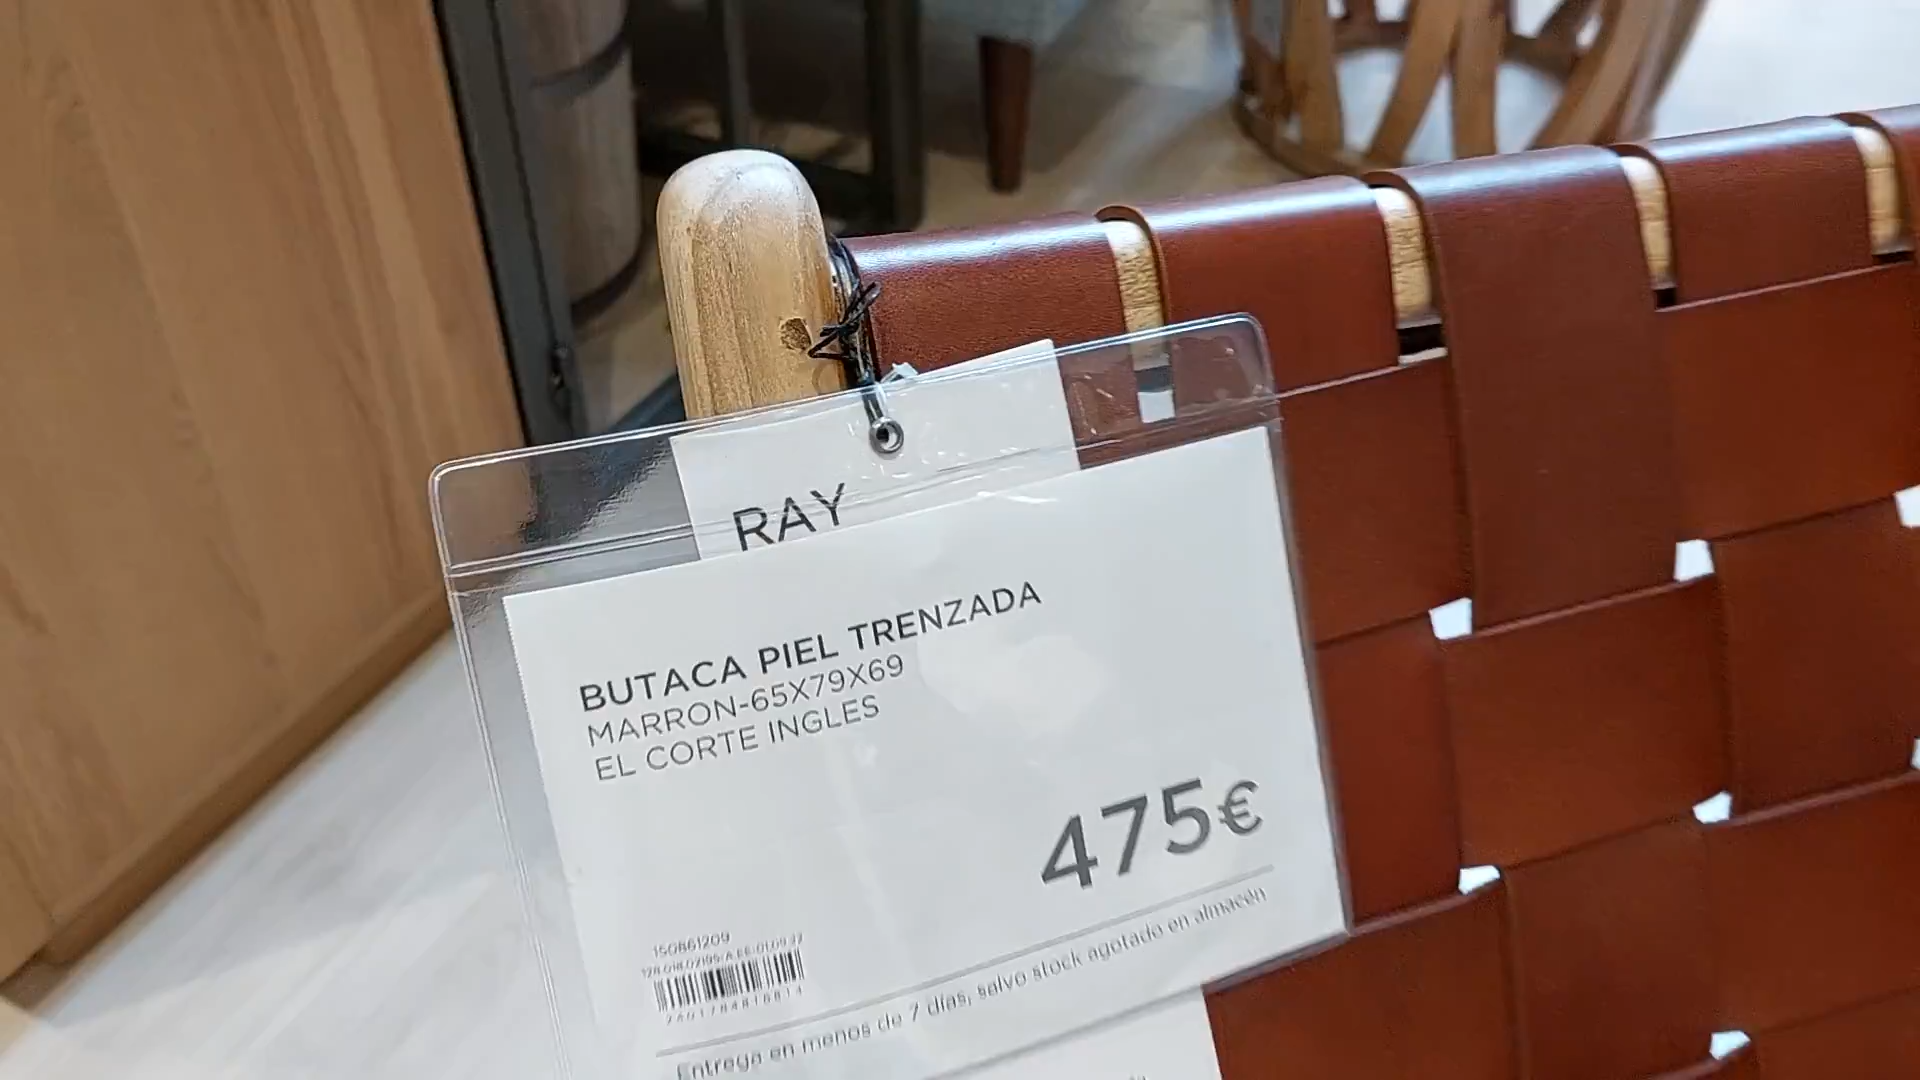 RAY
BUTACA PIEL TRENZADA
MARRON-65X79X69
EL CORTE INGLES
475€
150861209
Entrega en menos de 7 días, salvo stock agotado en almacén